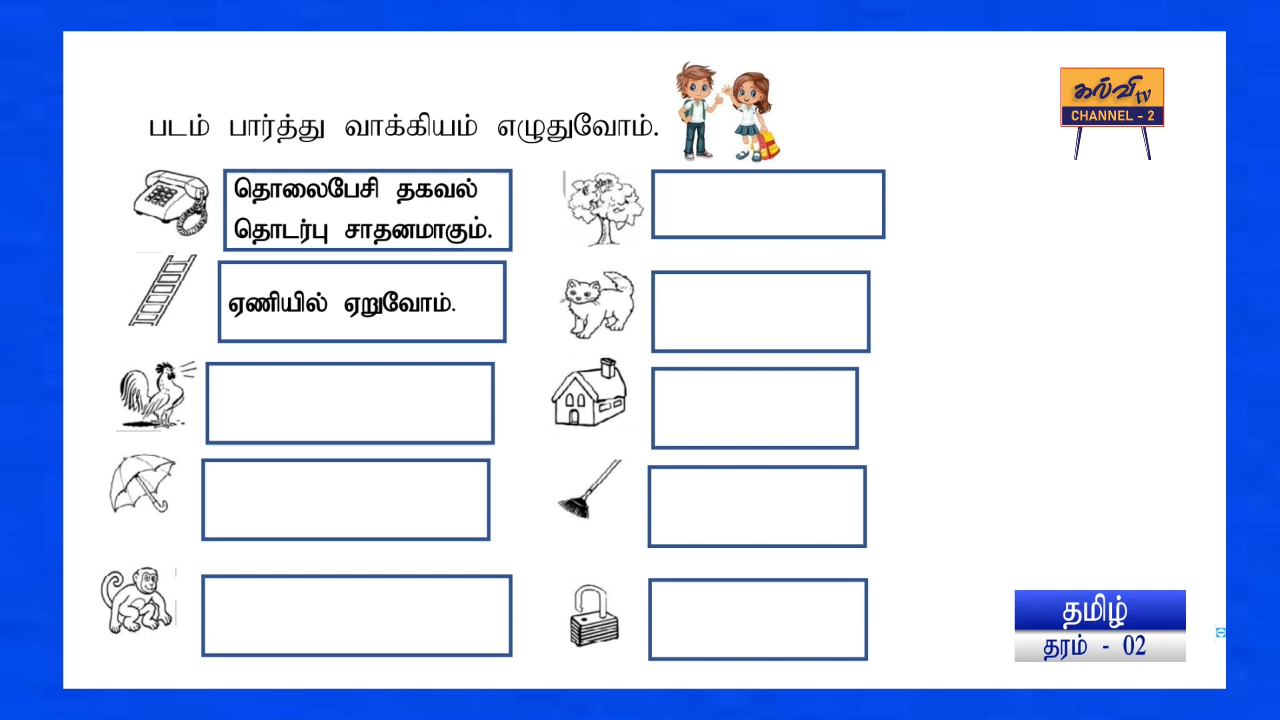 படம் பார்த்து வாக்கியம் எழுதுவோம்.
கல்வி tv
CHANNEL - 2
தொலைபேசி தகவல்
தொடர்பு சாதனமாகும்.
ஏணியில் ஏறுவோம்.
தமிழ்
தரம் - 02